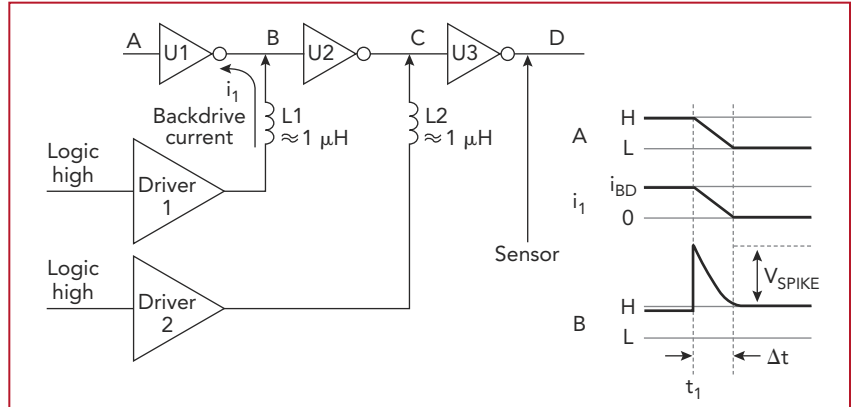 A U1 B U2 C U3 D
i1
Backdrive
current
L1
≈ 1 μH
L2
≈ 1 μH
Logic
high
Driver
1
Sensor
Logic
high
Driver
2
A
H
L
i1
iBD
0
B
H
L
VSPIKE
Δt
t1